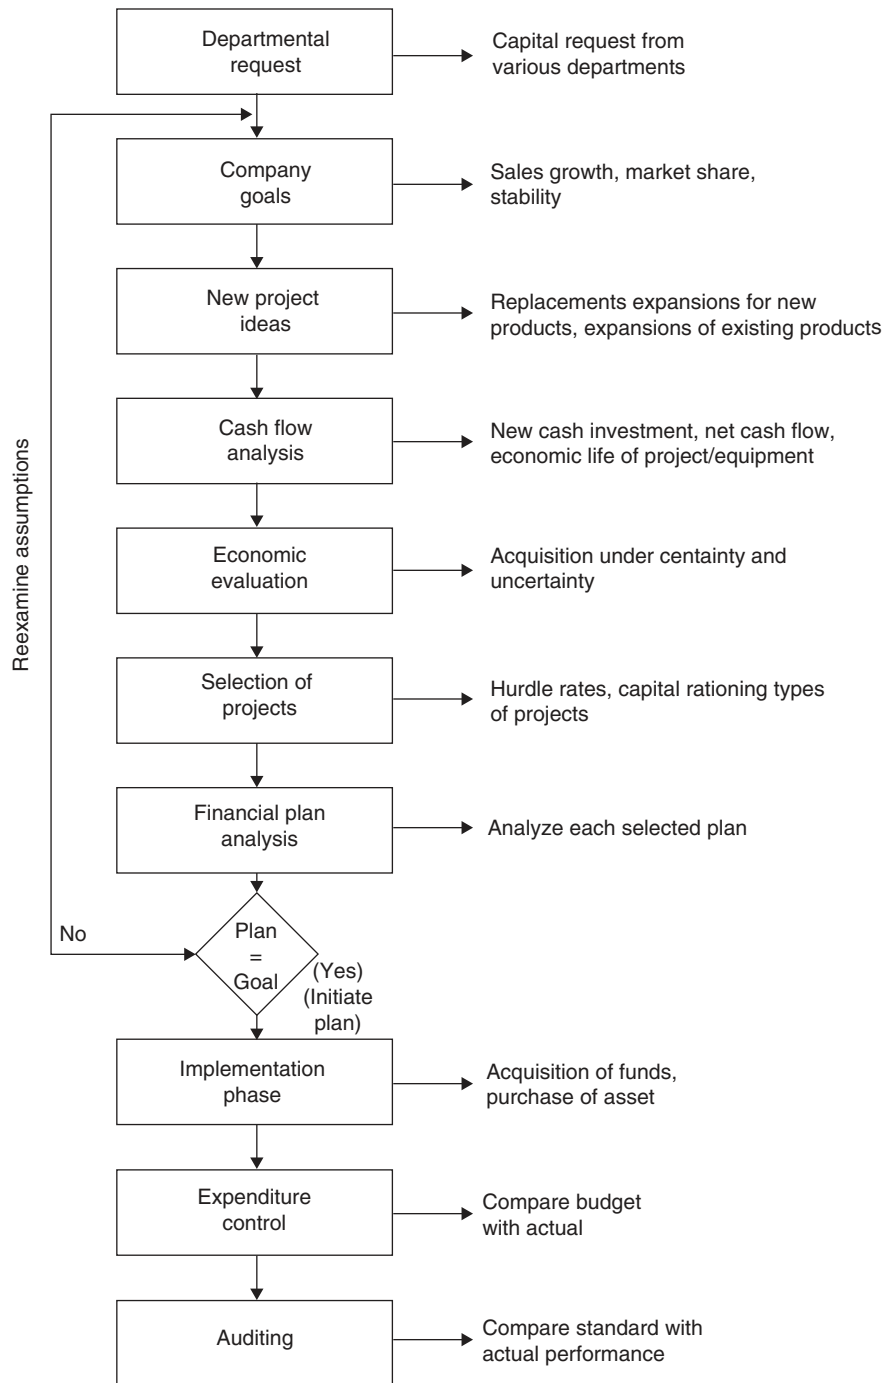 Departmental
request
Capital request from
various departments
Company
goals
Sales growth, market share,
stability
New project
ideas
Replacements expansions for new
products, expansions of existing products
Cash flow
analysis
New cash investment, net cash flow,
economic life of project/equipment
Reexamine assumptions
Economic
evaluation
Acquisition under centainty and
uncertainty
Selection of
projects
Hurdle rates, capital rationing types
of projects
Financial plan
analysis
Analyze each selected plan
No
Plan
=
Goal
(Yes)
(Initiate
plan)
Implementation
phase
Acquisition of funds,
purchase of asset
Expenditure
control
Compare budget
with actual
Auditing
Compare standard with
actual performance